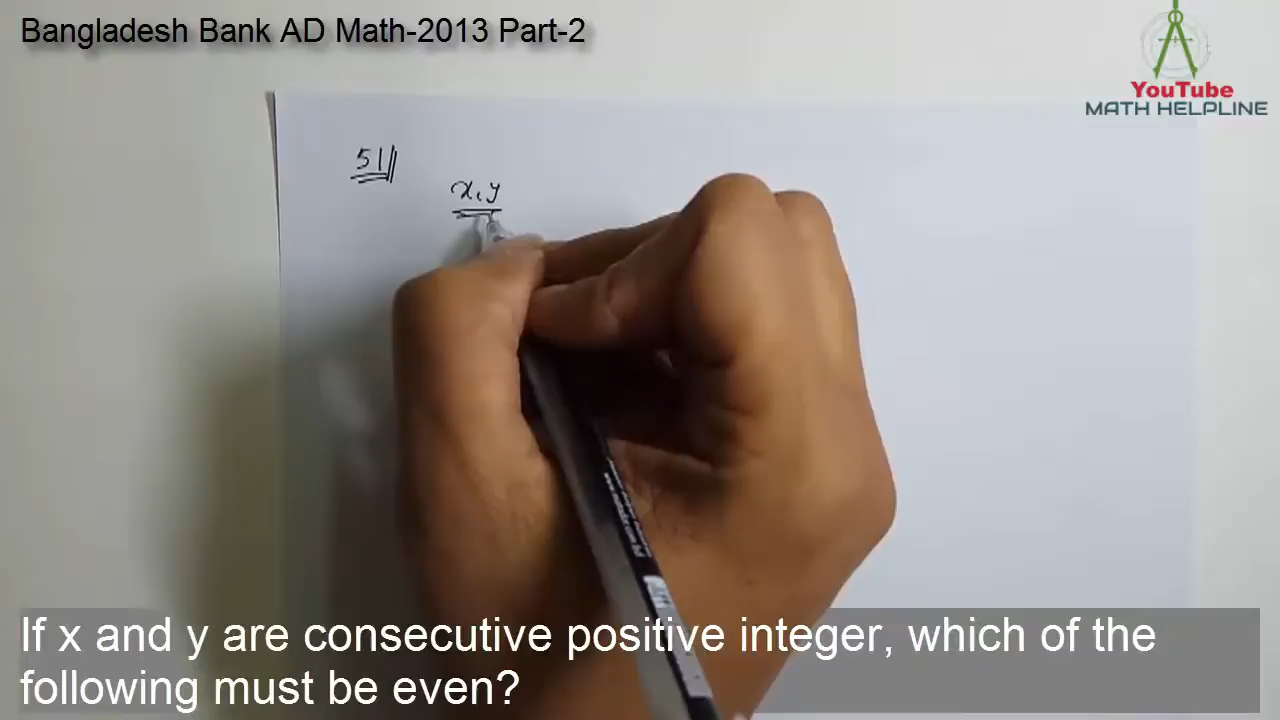 Bangladesh Bank AD Math-2013 Part-2
YouTube
MATH HELPLINE
51
x, y
If x and y are consecutive positive integer, which of the
following must be even?